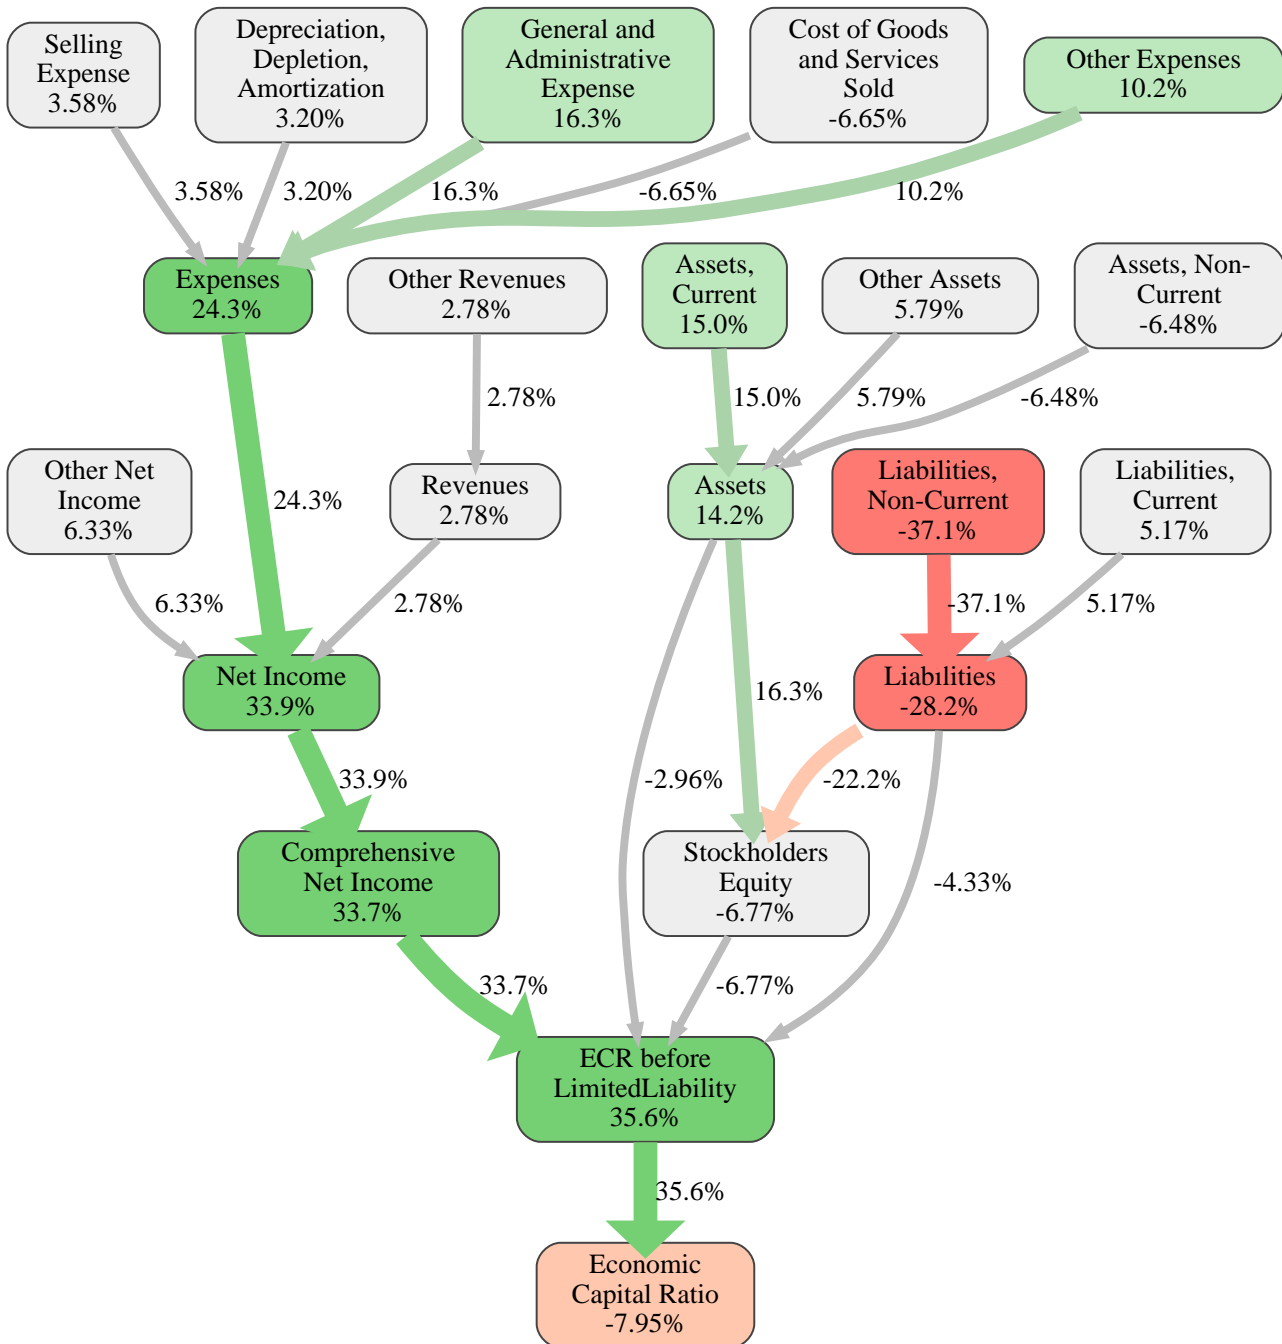 Selling
Expense
3.58%
Depreciation,
Depletion,
Amortization
3.20%
General and
Administrative
Expense
16.3%
Cost of Goods
and Services
Sold
-6.65%
Other Expenses
10.2%
3.58%
3.20%
16.3%
-6.65%
10.2%
Expenses
24.3%
Other Revenues
2.78%
Assets,
Current
15.0%
Other Assets
5.79%
Assets, Non-
Current
-6.48%
2.78%
15.0%
5.79%
-6.48%
Other Net
Income
6.33%
24.3%
Revenues
2.78%
Assets
14.2%
Liabilities,
Non-Current
-37.1%
Liabilities,
Current
5.17%
6.33%
2.78%
-37.1%
5.17%
Net Income
33.9%
16.3%
Liabilities
-28.2%
33.9%
-2.96%
-22.2%
Comprehensive
Net Income
33.7%
Stockholders
Equity
-6.77%
-4.33%
33.7%
-6.77%
ECR before
LimitedLiability
35.6%
35.6%
Economic
Capital Ratio
-7.95%